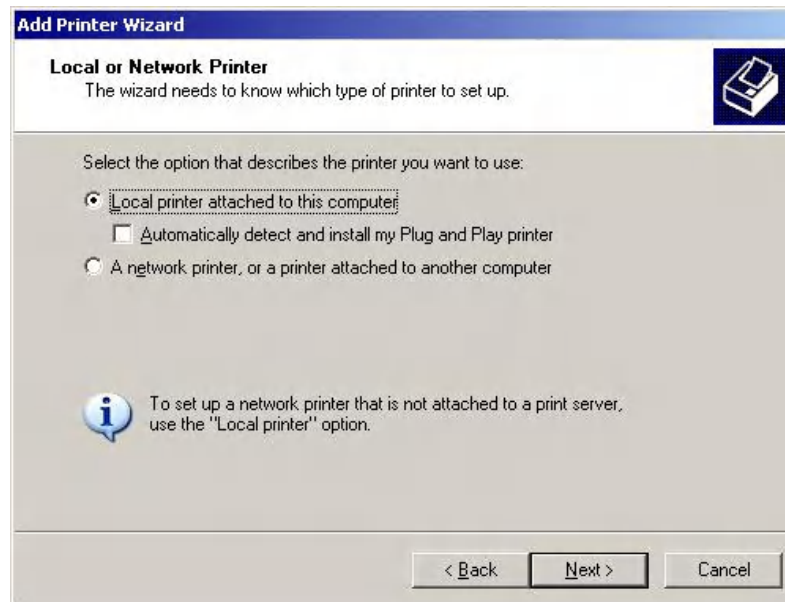 Add Printer Wizard
Local or Network Printer
The wizard needs to know which type of printer to set up.
Select the option that describes the printer you want to use:
Local printer attached to this computer
Automatically detect and install my Plug and Play printer
A network printer, or a printer attached to another computer
To set up a network printer that is not attached to a print server,
use the "Local printer" option.
< Back
Next >
Cancel